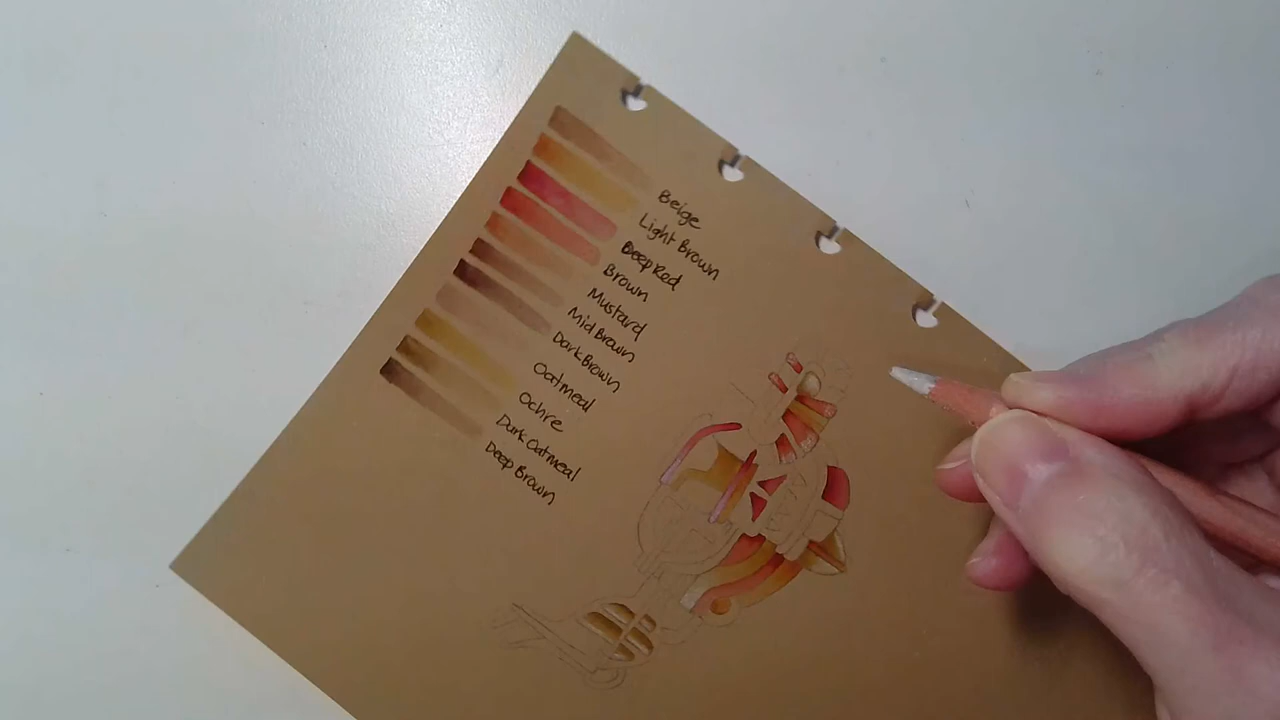 Beige
Light Brown
Deep Red
Brown
Mustard
Mid Brown
Dark Brown
Oatmeal
Ochre
Dark Oatmeal
Deep Brown